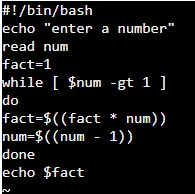 #!/bin/bash
echo "enter a number"
read num
fact=1
while [ $num -gt 1 ]
do
fact=$((fact * num))
num=$((num - 1))
done
echo $fact
~